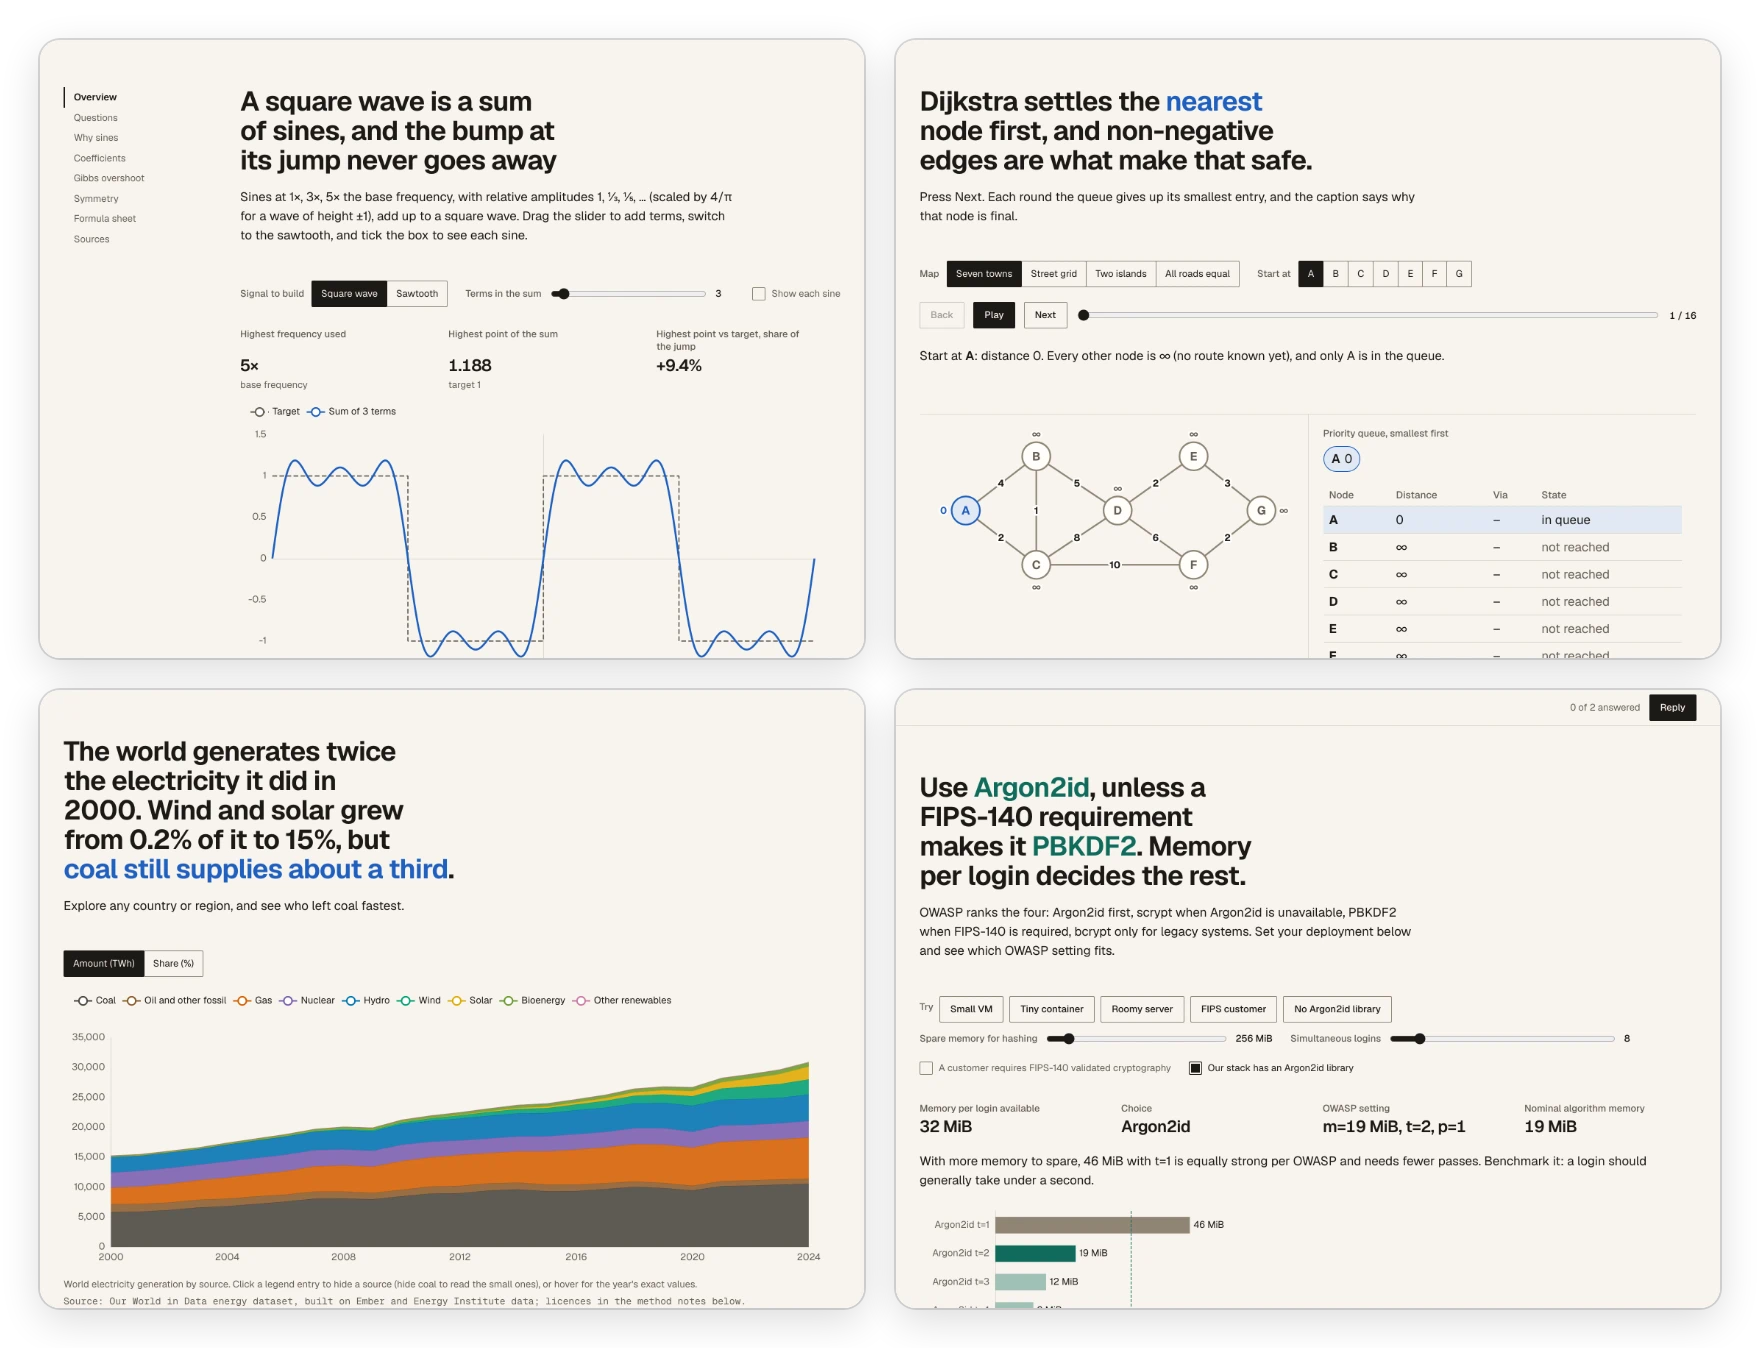 Overview
Questions
Why sines
Coefficients
Gibbs overshoot
Symmetry
Formula sheet
Sources
A square wave is a sum
of sines, and the bump at
its jump never goes away
Sines at 1×, 3×, 5× the base frequency, with relative amplitudes 1, ⅓, ⅕, … (scaled by 4/π
for a wave of height ±1), add up to a square wave. Drag the slider to add terms, switch
to the sawtooth, and tick the box to see each sine.
Signal to build Square wave Sawtooth Terms in the sum 3 Show each sine
Highest frequency used Highest point of the sum Highest point vs target, share of
the jump
5× 1.188 +9.4%
base frequency target 1
Target Sum of 3 terms
1.5
1
0.5
0
-0.5
-1
Dijkstra settles the nearest
node first, and non-negative
edges are what make that safe.
Press Next. Each round the queue gives up its smallest entry, and the caption says why
that node is final.
Map Seven towns Street grid Two islands All roads equal Start at A B C D E F G
Back Play Next 1 / 16
Start at A: distance 0. Every other node is ∞ (no route known yet), and only A is in the queue.
∞ ∞
B E
4 5 ∞ 2 3
0 A 1 D G ∞
2 8 6 2
C 10 F
∞ ∞
Priority queue, smallest first
A 0
Node Distance Via State
A 0 – in queue
B ∞ – not reached
C ∞ – not reached
D ∞ – not reached
E ∞ – not reached
F ∞ – not reached
The world generates twice
the electricity it did in
2000. Wind and solar grew
from 0.2% of it to 15%, but
coal still supplies about a third.
Explore any country or region, and see who left coal fastest.
Amount (TWh) Share (%)
Coal Oil and other fossil Gas Nuclear Hydro Wind Solar Bioenergy Other renewables
35,000
30,000
25,000
20,000
15,000
10,000
5,000
0
2000 2004 2008 2012 2016 2020 2024
World electricity generation by source. Click a legend entry to hide a source (hide coal to read the small ones), or hover for the year's exact values.
Source: Our World in Data energy dataset, built on Ember and Energy Institute data; licences in the method notes below.
0 of 2 answered Reply
Use Argon2id, unless a
FIPS-140 requirement
makes it PBKDF2. Memory
per login decides the rest.
OWASP ranks the four: Argon2id first, scrypt when Argon2id is unavailable, PBKDF2
when FIPS-140 is required, bcrypt only for legacy systems. Set your deployment below
and see which OWASP setting fits.
Try Small VM Tiny container Roomy server FIPS customer No Argon2id library
Spare memory for hashing 256 MiB Simultaneous logins 8
A customer requires FIPS-140 validated cryptography Our stack has an Argon2id library
Memory per login available Choice OWASP setting Nominal algorithm memory
32 MiB Argon2id m=19 MiB, t=2, p=1 19 MiB
With more memory to spare, 46 MiB with t=1 is equally strong per OWASP and needs fewer passes. Benchmark it: a login should
generally take under a second.
Argon2id t=1 46 MiB
Argon2id t=2 19 MiB
Argon2id t=3 12 MiB